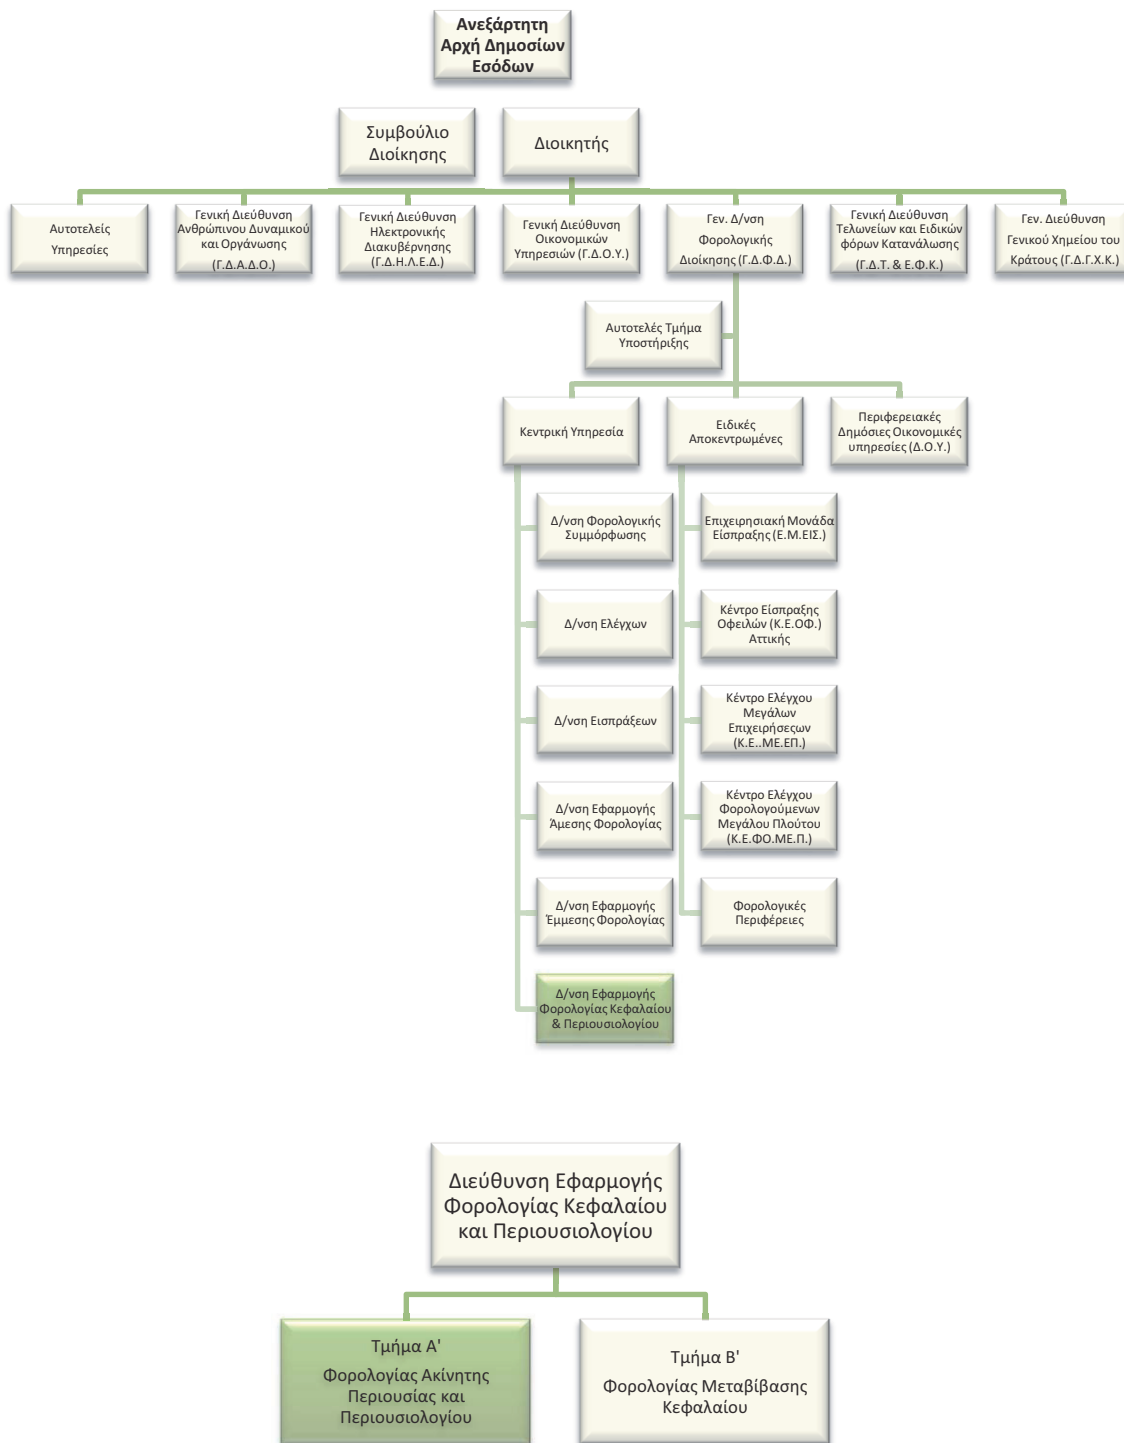 Ανεξάρτητη
Αρχή Δημοσίων
Εσόδων
Συμβούλιο
Διοίκησης
Διοικητής
Αυτοτελείς
Υπηρεσίες
Γενική Διεύθυνση
Ανθρώπινου Δυναμικού
και Οργάνωσης
(Γ.Δ.Α.Δ.Ο.)
Γενική Διεύθυνση
Ηλεκτρονικής
Διακυβέρνησης
(Γ.Δ.Η.Λ.Ε.Δ.)
Γενική Διεύθυνση
Οικονομικών
Υπηρεσιών (Γ.Δ.Ο.Υ.)
Γεν. Δ/νση
Φορολογικής
Διοίκησης (Γ.Δ.Φ.Δ.)
Γενική Διεύθυνση
Τελωνείων και Ειδικών
φόρων Κατανάλωσης
(Γ.Δ.Τ. & Ε.Φ.Κ.)
Γεν. Διεύθυνση
Γενικού Χημείου του
Κράτους (Γ.Δ.Γ.Χ.Κ.)
Αυτοτελές Τμήμα
Υποστήριξης
Κεντρική Υπηρεσία
Ειδικές
Αποκεντρωμένες
Περιφερειακές
Δημόσιες Οικονομικές
υπηρεσίες (Δ.Ο.Υ.)
Δ/νση Φορολογικής
Συμμόρφωσης
Επιχειρησιακή Μονάδα
Είσπραξης (Ε.Μ.ΕΙΣ.)
Δ/νση Ελέγχων
Κέντρο Είσπραξης
Οφειλών (Κ.Ε.ΟΦ.)
Αττικής
Δ/νση Εισπράξεων
Κέντρο Ελέγχου
Μεγάλων
Επιχειρήσεςων
(Κ.Ε..ΜΕ.ΕΠ.)
Δ/νση Εφαρμογής
Άμεσης Φορολογίας
Κέντρο Ελέγχου
Φορολογούμενων
Μεγάλου Πλούτου
(Κ.Ε.ΦΟ.ΜΕ.Π.)
Δ/νση Εφαρμογής
Έμμεσης Φορολογίας
Φορολογικές
Περιφέρειες
Δ/νση Εφαρμογής
Φορολογίας Κεφαλαίου
& Περιουσιολογίου
Διεύθυνση Εφαρμογής
Φορολογίας Κεφαλαίου
και Περιουσιολογίου
Τμήμα Α'
Φορολογίας Ακίνητης
Περιουσίας και
Περιουσιολογίου
Τμήμα Β'
Φορολογίας Μεταβίβασης
Κεφαλαίου